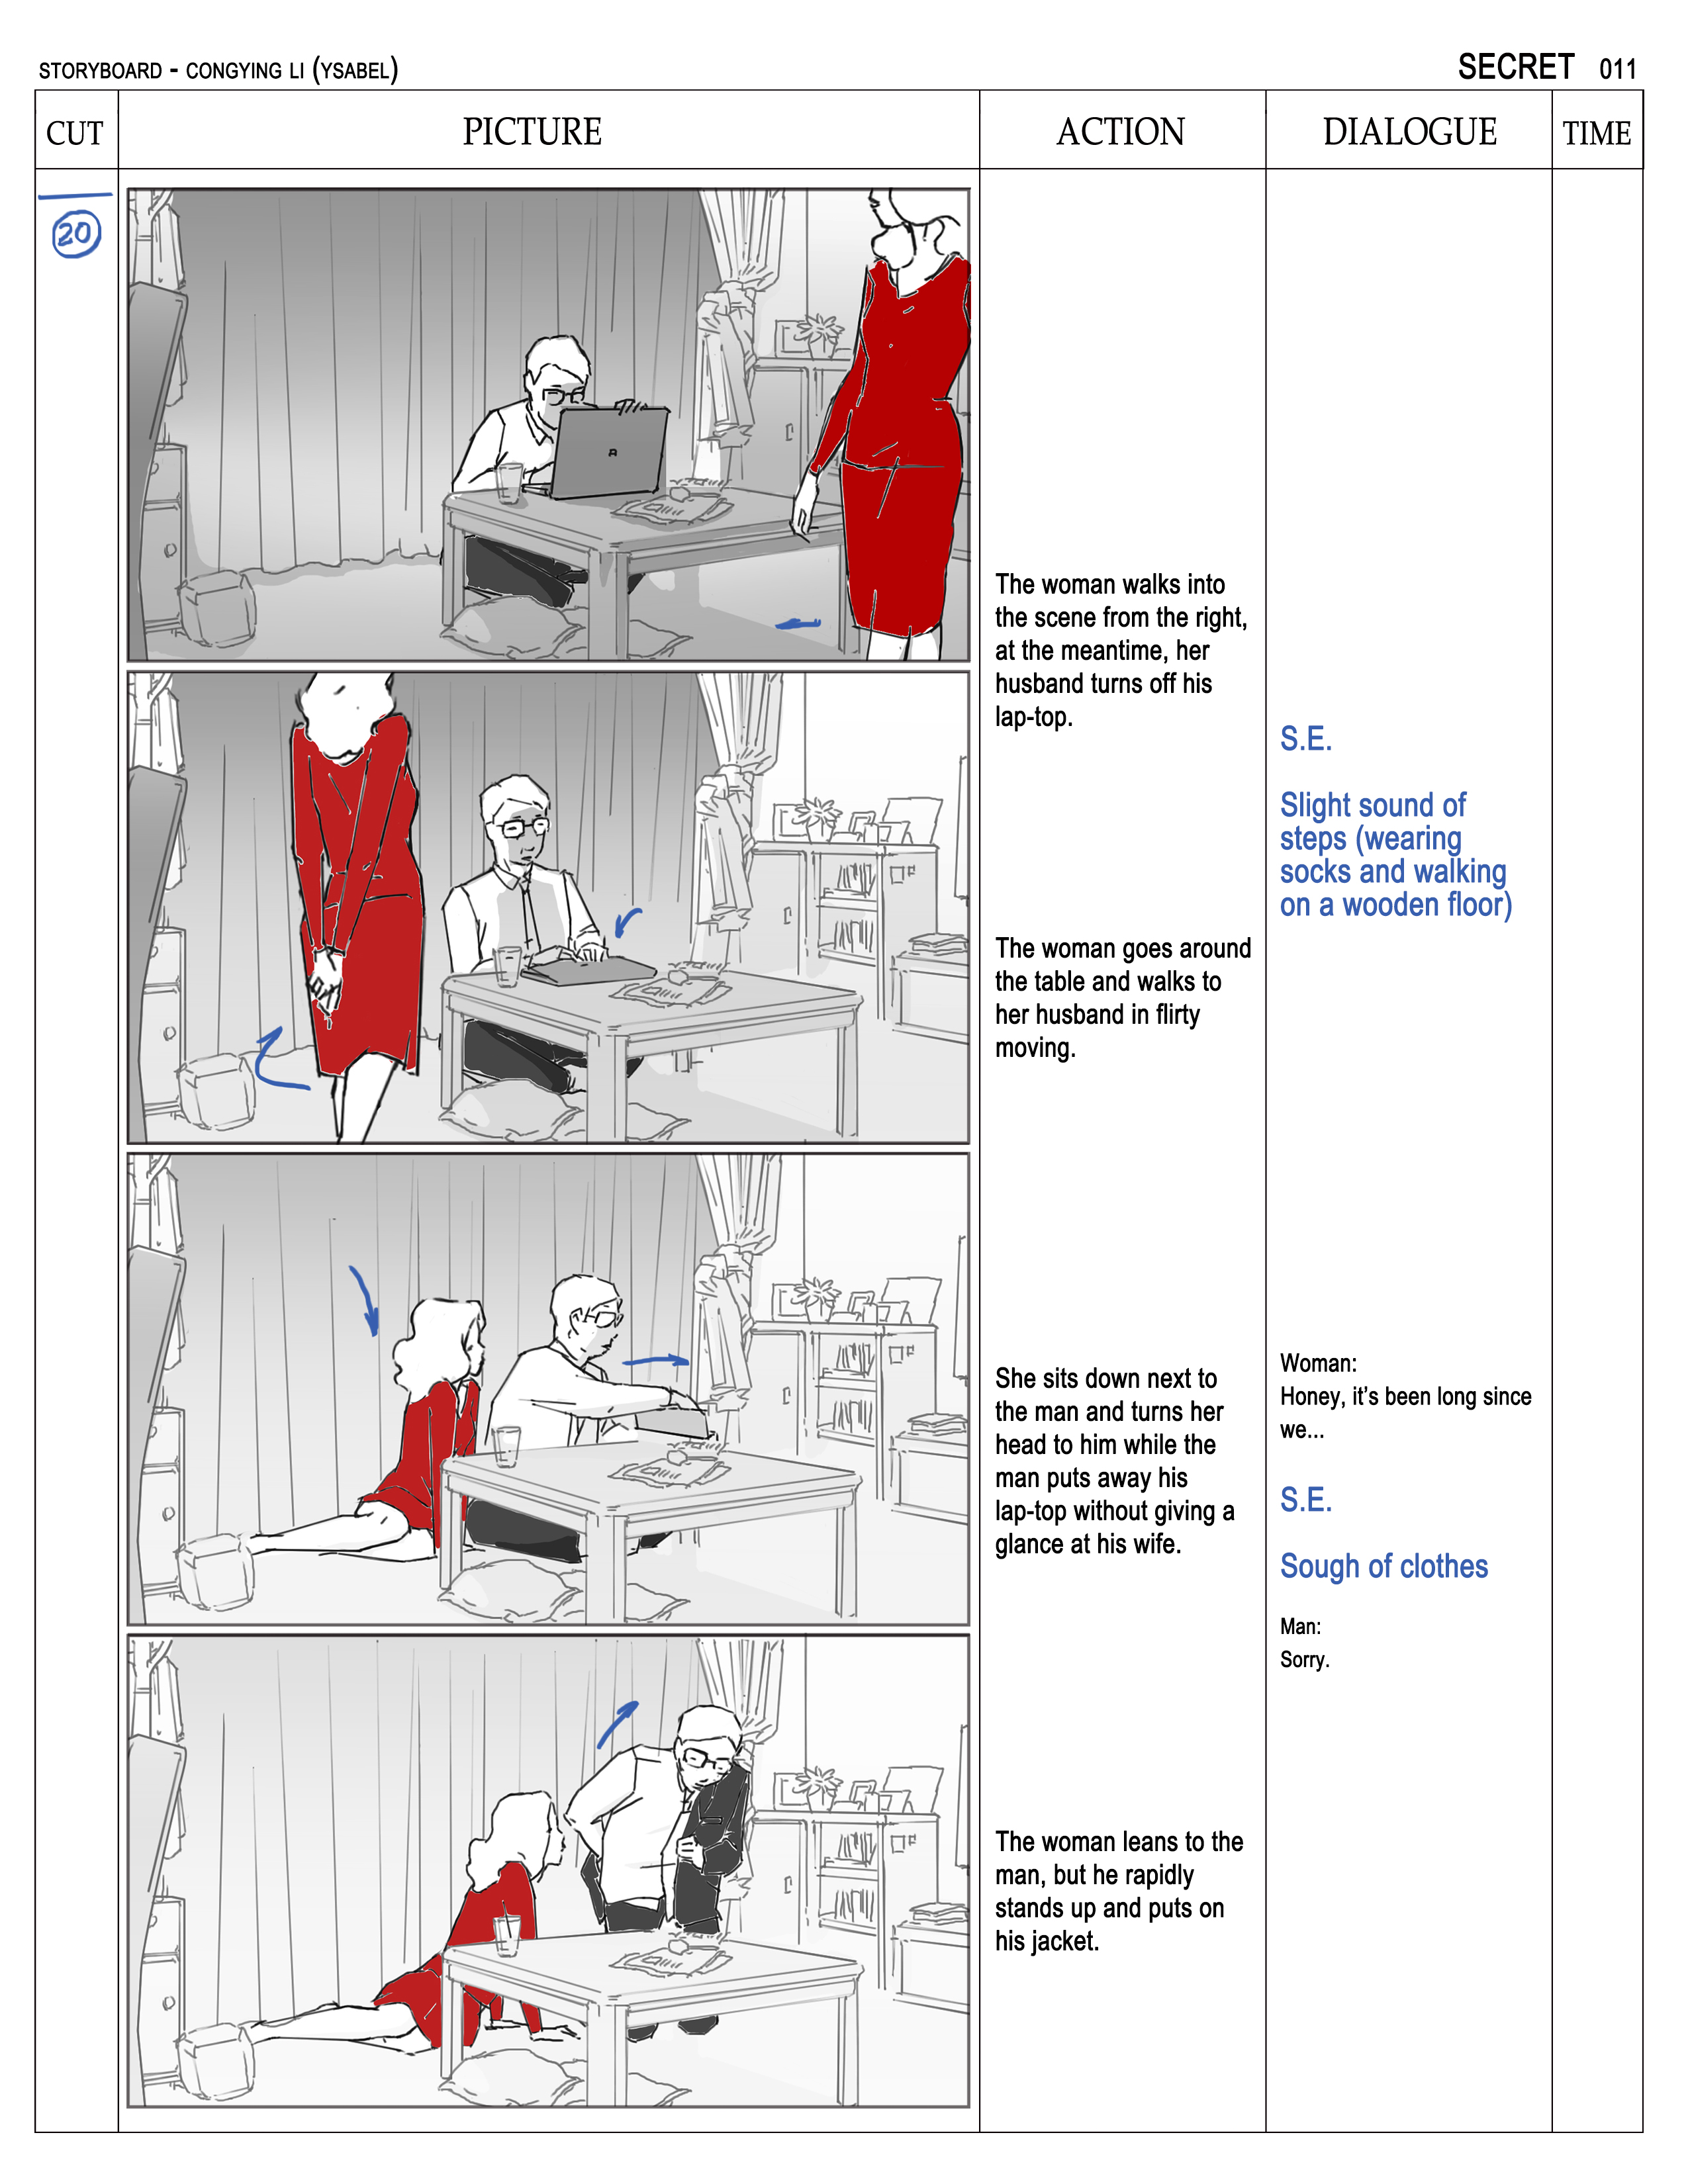 STORYBOARD - CONGYING LI (YSABEL)
SECRET 011
CUT
PICTURE
ACTION
DIALOGUE
TIME
20
The woman walks into
the scene from the right,
at the meantime, her
husband turns off his
lap-top.
S.E.
Slight sound of
steps (wearing
socks and walking
on a wooden floor)
The woman goes around
the table and walks to
her husband in flirty
moving.
She sits down next to
the man and turns her
head to him while the
man puts away his
lap-top without giving a
glance at his wife.
Woman:
Honey, it's been long since
we...
S.E.
Sough of clothes
Man:
Sorry.
The woman leans to the
man, but he rapidly
stands up and puts on
his jacket.